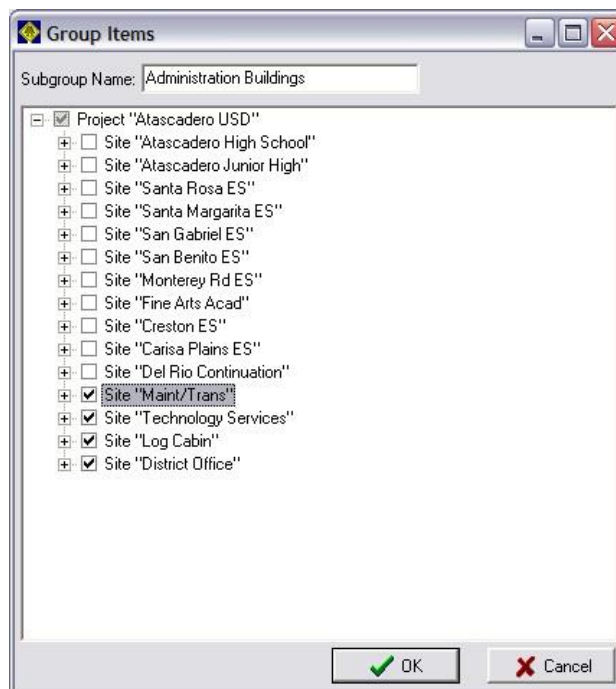 Group Items
Subgroup Name: Administration Buildings
Project "Atascadero USD"
Site "Atascadero High School"
Site "Atascadero Junior High"
Site "Santa Rosa ES"
Site "Santa Margarita ES"
Site "San Gabriel ES"
Site "San Benito ES"
Site "Monterey Rd ES"
Site "Fine Arts Acad"
Site "Creston ES"
Site "Carisa Plains ES"
Site "Del Rio Continuation"
Site "Maint/Trans"
Site "Technology Services"
Site "Log Cabin"
Site "District Office"
OK Cancel